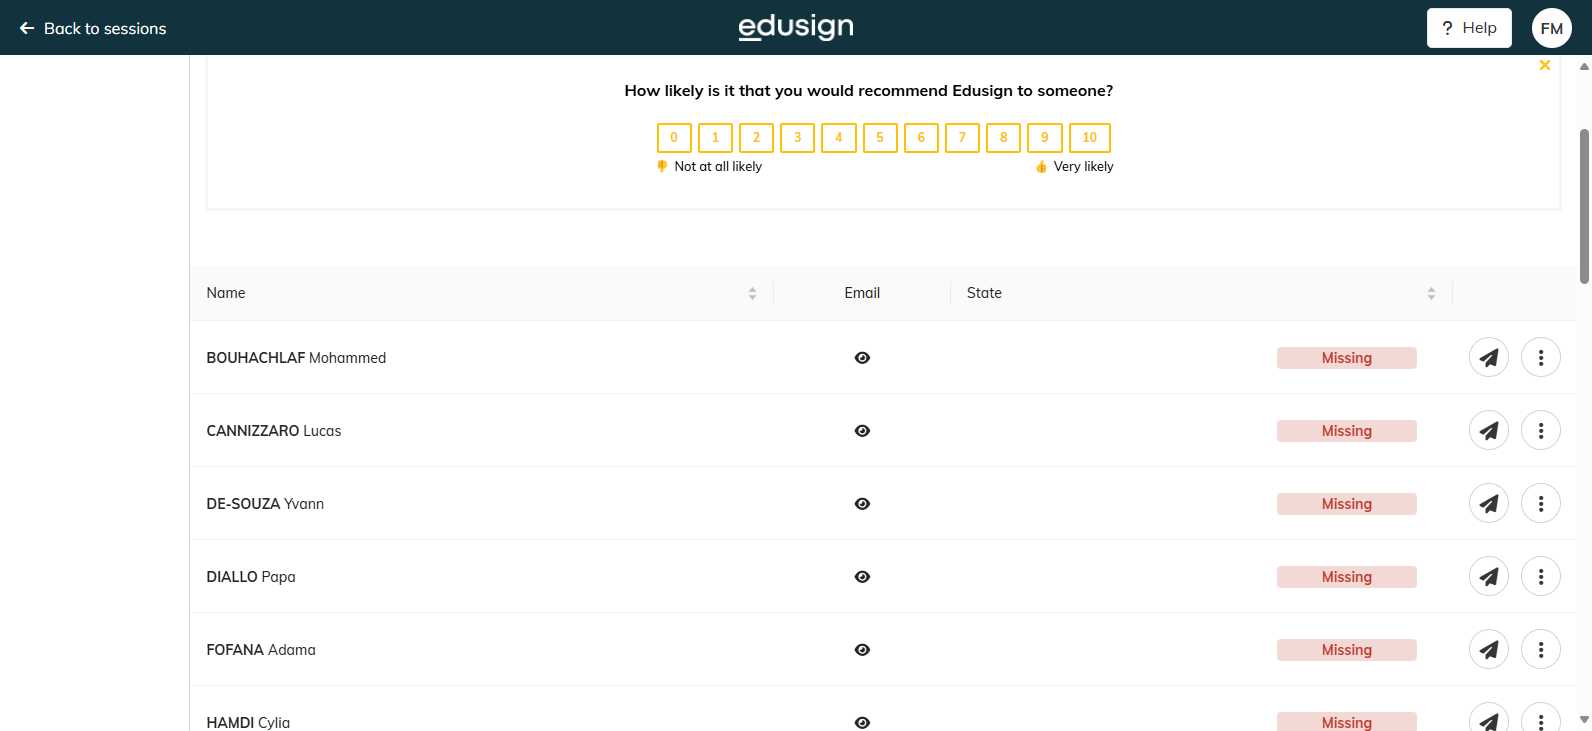 Back to sessions
edusign
? Help
FM
How likely is it that you would recommend Edusign to someone?
0 1 2 3 4 5 6 7 8 9 10
Not at all likely
Very likely
Name Email State
BOUHACHLAF Mohammed Missing
CANNIZZARO Lucas Missing
DE-SOUZA Yvann Missing
DIALLO Papa Missing
FOFANA Adama Missing
HAMDI Cylia Missing